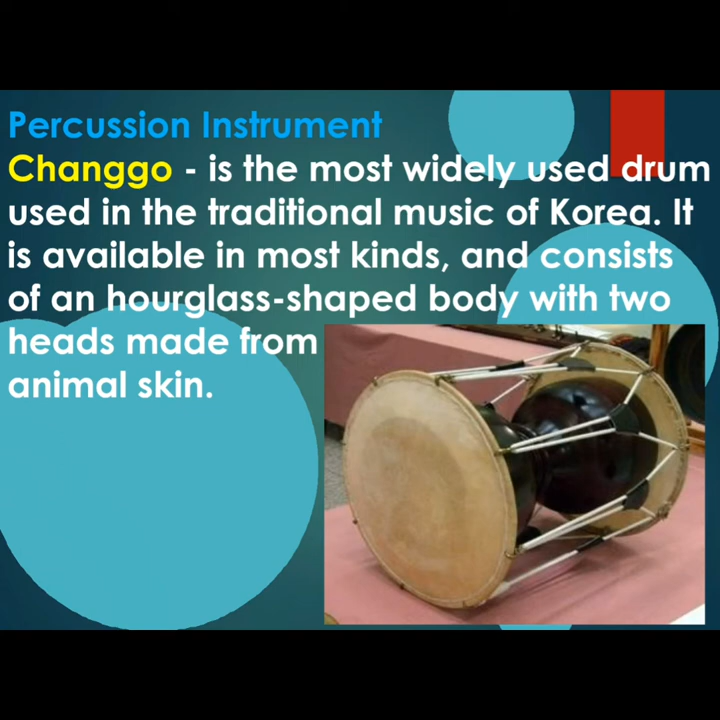 Percussion Instrument
Changgo - is the most widely used drum
used in the traditional music of Korea. It
is available in most kinds, and consists
of an hourglass-shaped body with two
heads made from
animal skin.